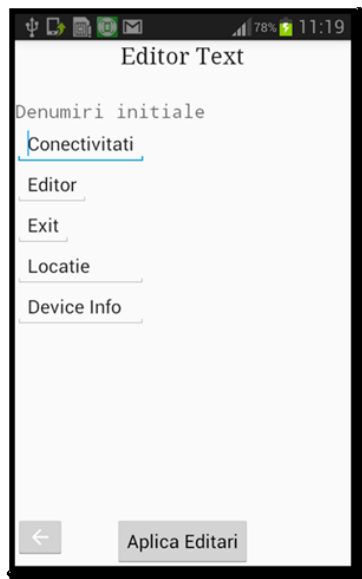 78% 11:19
Editor Text
Denumiri initiale
Conectivitati
Editor
Exit
Locatie
Device Info
Aplica Editari